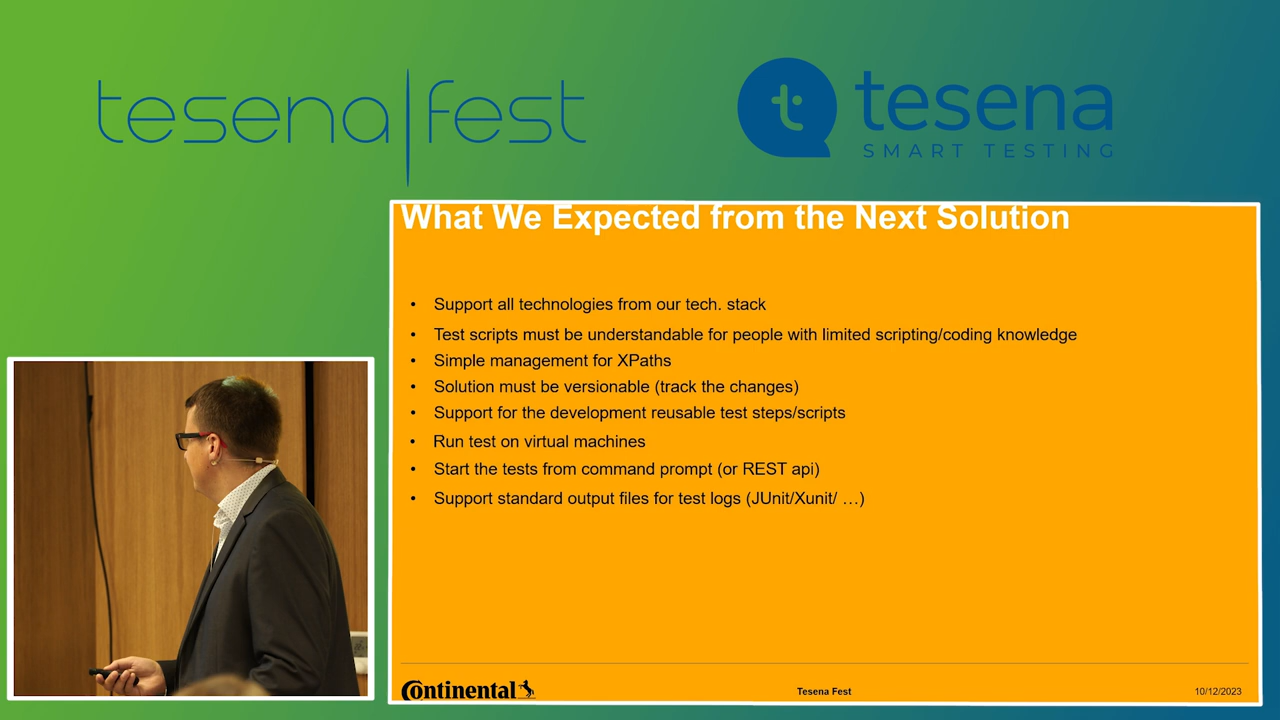 tesena|fest
tesena
SMART TESTING
What We Expected from the Next Solution
• Support all technologies from our tech. stack
• Test scripts must be understandable for people with limited scripting/coding knowledge
• Simple management for XPaths
• Solution must be versionable (track the changes)
• Support for the development reusable test steps/scripts
• Run test on virtual machines
• Start the tests from command prompt (or REST api)
• Support standard output files for test logs (JUnit/Xunit/ …)
Continental
Tesena Fest
10/12/2023